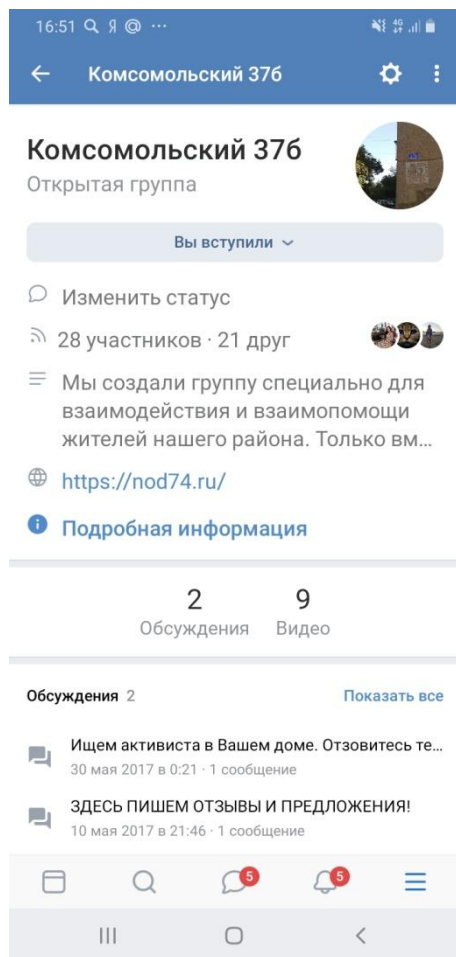 16:51 Q Я @ ...
4G
Комсомольский 37б
Комсомольский 37б
Открытая группа
Вы вступили
Изменить статус
28 участников · 21 друг
Мы создали группу специально для
взаимодействия и взаимопомощи
жителей нашего района. Только вм...
https://nod74.ru/
Подробная информация
2 9
Обсуждения Видео
Обсуждения 2 Показать все
Ищем активиста в Вашем доме. Отзовитесь те...
30 мая 2017 в 0:21 · 1 сообщение
ЗДЕСЬ ПИШЕМ ОТЗЫВЫ И ПРЕДЛОЖЕНИЯ!
10 мая 2017 в 21:46 · 1 сообщение
5 5